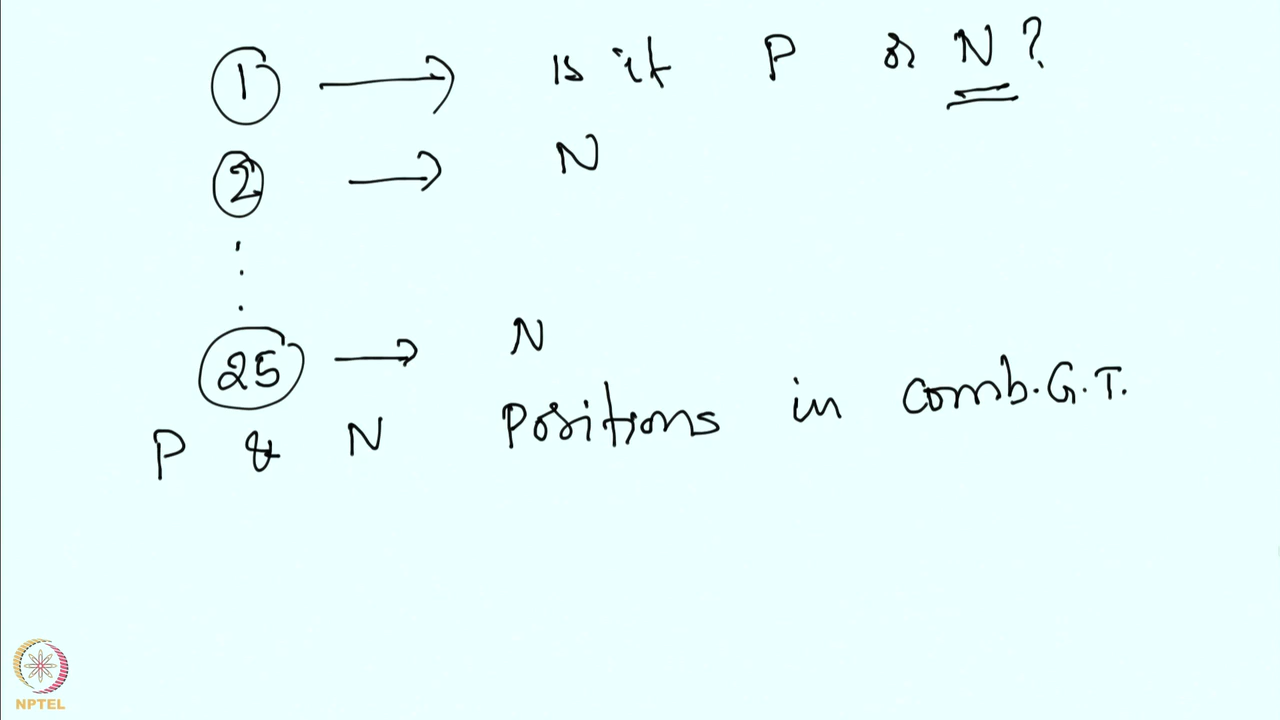 1 → Is it P or N?
2 → N
⋮
25 → N
P & N positions in Comb. G. T.
NPTEL